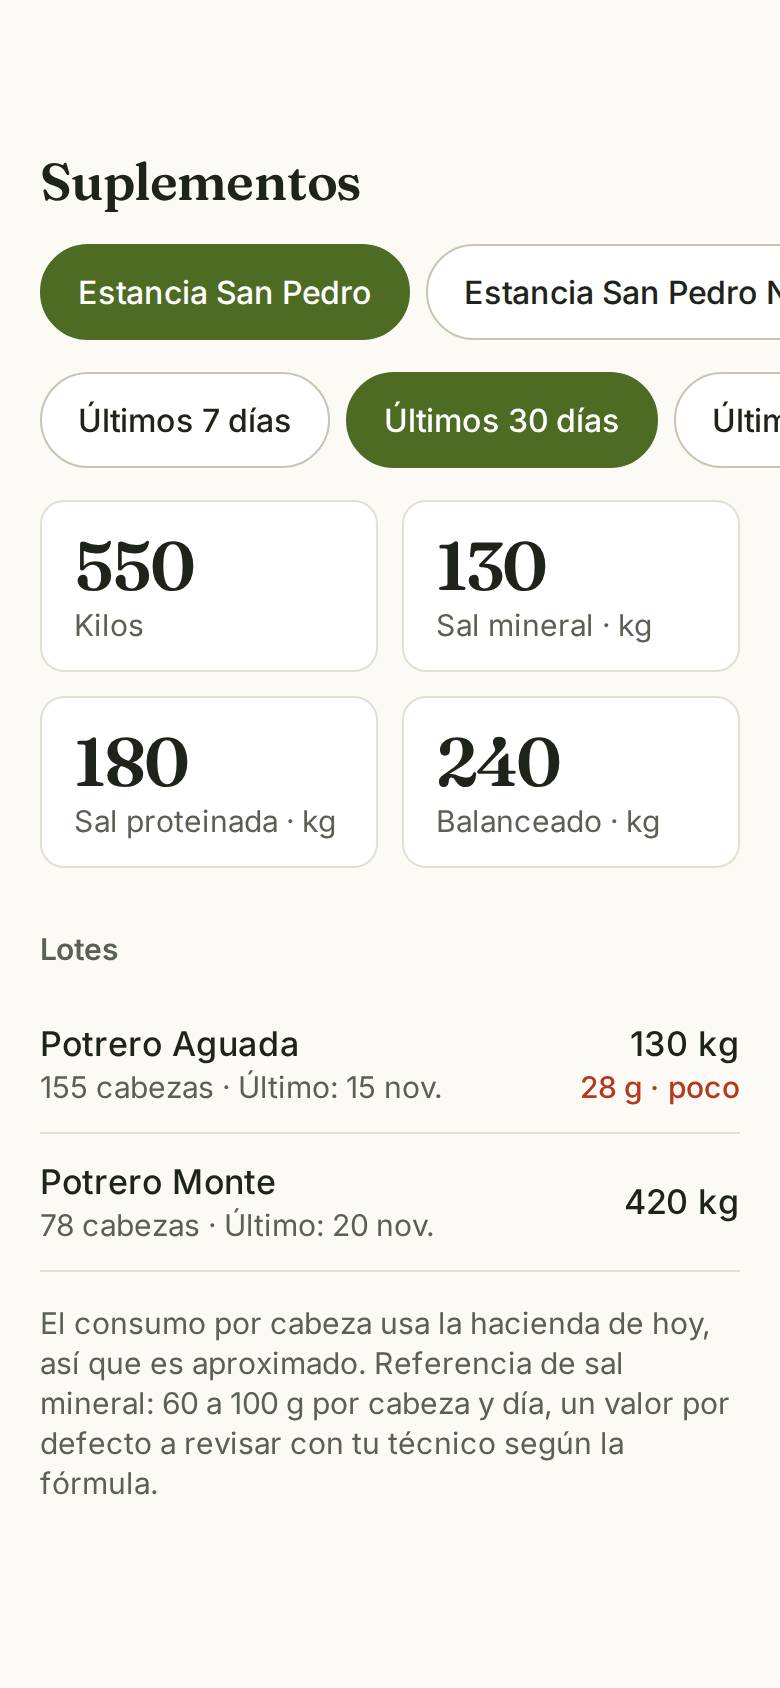 Suplementos
Estancia San Pedro
Estancia San Pedro
Últimos 7 días
Últimos 30 días
550
Kilos
130
Sal mineral · kg
180
Sal proteinada · kg
240
Balanceado · kg
Lotes
Potrero Aguada
130 kg
155 cabezas · Último: 15 nov.
28 g · poco
Potrero Monte
420 kg
78 cabezas · Último: 20 nov.
El consumo por cabeza usa la hacienda de hoy,
así que es aproximado. Referencia de sal
mineral: 60 a 100 g por cabeza y día, un valor por
defecto a revisar con tu técnico según la
fórmula.